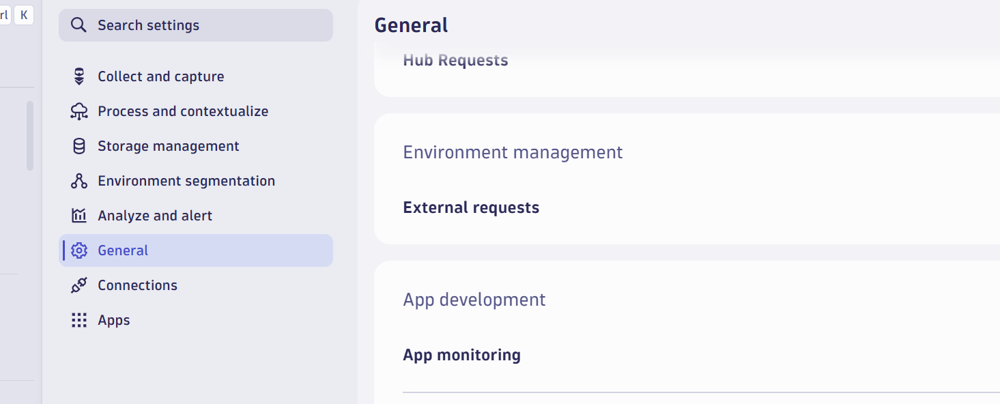 rl K
Search settings
Collect and capture
Process and contextualize
Storage management
Environment segmentation
Analyze and alert
General
Connections
Apps
General
Hub Requests
Environment management
External requests
App development
App monitoring